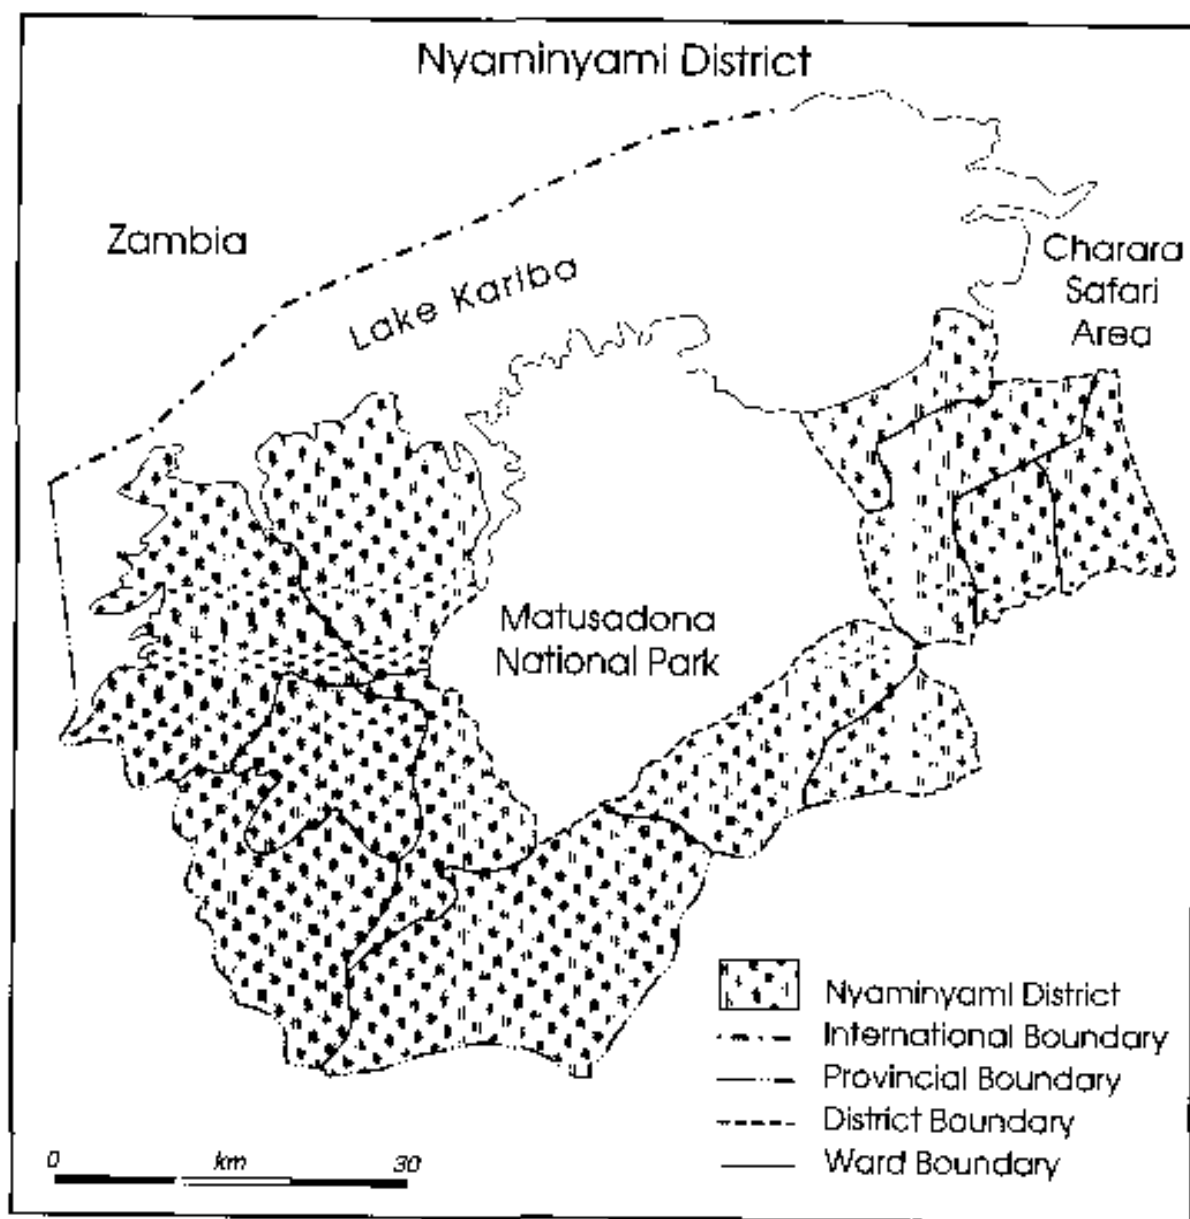 Nyaminyami District
Zambia
Lake Kariba
Charara
Safari
Area
Matusadona
National Park
Nyaminyami District
International Boundary
Provincial Boundary
District Boundary
Ward Boundary
0 km 30